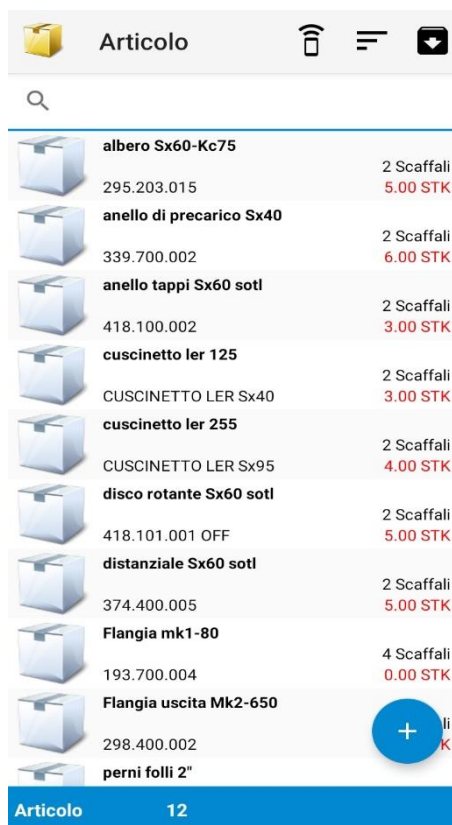 Articolo
albero Sx60-Kc75
2 Scaffali
295.203.015 5.00 STK
anello di precarico Sx40
2 Scaffali
339.700.002 6.00 STK
anello tappi Sx60 sotl
2 Scaffali
418.100.002 3.00 STK
cuscinetto ler 125
2 Scaffali
CUSCINETTO LER Sx40 3.00 STK
cuscinetto ler 255
2 Scaffali
CUSCINETTO LER Sx95 4.00 STK
disco rotante Sx60 sotl
2 Scaffali
418.101.001 OFF 5.00 STK
distanziale Sx60 sotl
2 Scaffali
374.400.005 5.00 STK
Flangia mk1-80
4 Scaffali
193.700.004 0.00 STK
Flangia uscita Mk2-650
298.400.002
perni folli 2"
Articolo 12